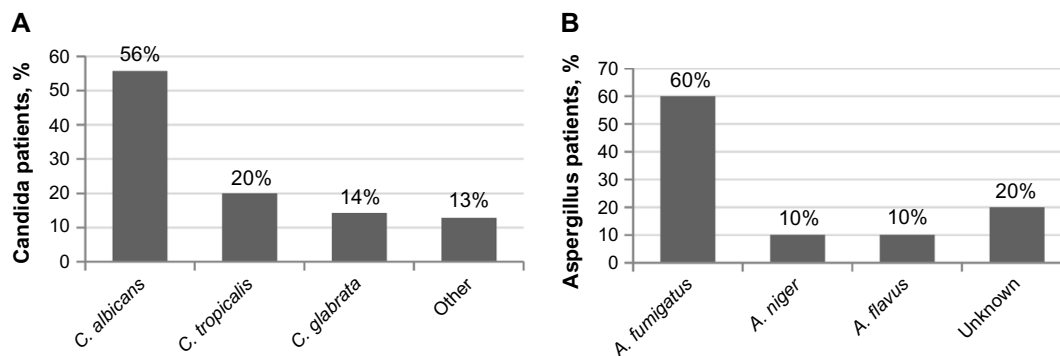 A
Candida patients, %
60
50
40
30
20
10
0
56%
20%
14%
13%
C. albicans
C. tropicalis
C. glabrata
Other
B
Aspergillus patients, %
70
60
50
40
30
20
10
0
60%
10%
10%
20%
A. fumigatus
A. niger
A. flavus
Unknown